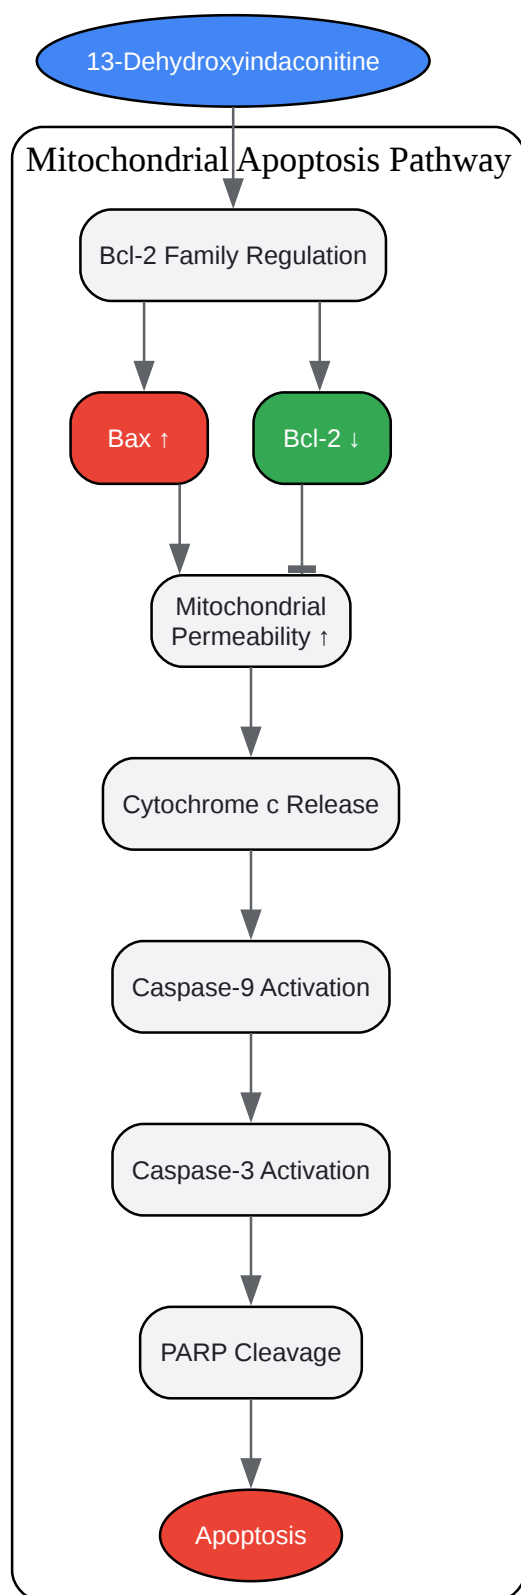 13-Dehydroxyindaconitine
Mitochondrial Apoptosis Pathway
Bcl-2 Family Regulation
Bax ↑
Bcl-2 ↓
Mitochondrial
Permeability ↑
Cytochrome c Release
Caspase-9 Activation
Caspase-3 Activation
PARP Cleavage
Apoptosis